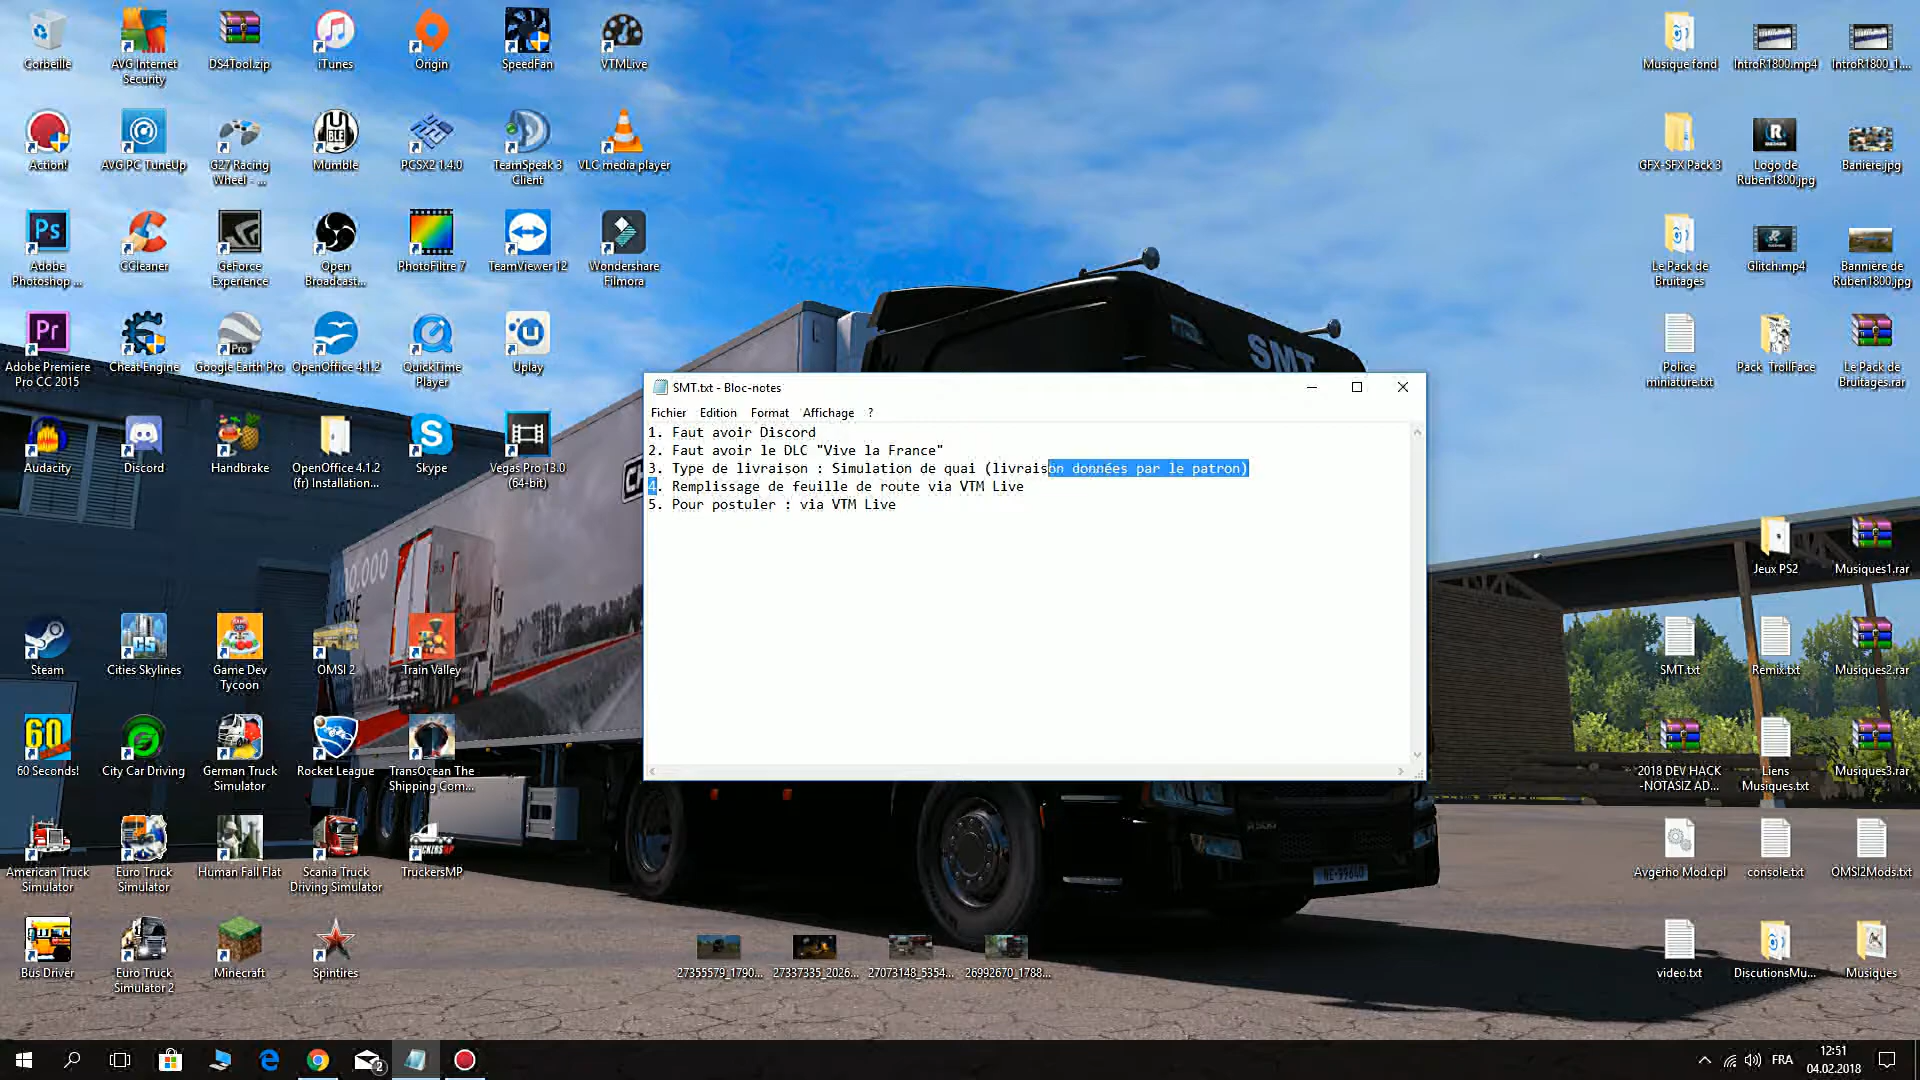 Corbeille
AVG Internet
Security
DS4Tool.zip
iTunes
Origin
SpeedFan
VTMLive
Musique fond
IntroR1800.mp4
IntroR1800_1....
Action!
AVG PC TuneUp
G27 Racing
Wheel - ...
Mumble
PCSX2 1.4.0
TeamSpeak 3
Client
VLC media player
GFX-SFX Pack 3
Logo de
Ruben1800.jpg
Baniere.jpg
Adobe
Photoshop ...
CCleaner
GeForce
Experience
Open
Broadcast...
PhotoFiltre 7
TeamViewer 12
Wondershare
Filmora
Le Pack de
Bruitages
Glitch.mp4
Bannière de
Ruben1800.jpg
Adobe Premiere
Pro CC 2015
Cheat Engine
Google Earth Pro
OpenOffice 4.1.2
QuickTime
Player
Uplay
Police
miniature.txt
Pack_TrollFace
Le Pack de
Bruitages.rar
SMT
SMT.txt - Bloc-notes
Fichier Edition Format Affichage ?
1. Faut avoir Discord
2. Faut avoir le DLC "Vive la France"
3. Type de livraison : Simulation de quai (livraison données par le patron)
4. Remplissage de feuille de route via VTM Live
5. Pour postuler : via VTM Live
Audacity
Discord
Handbrake
OpenOffice 4.1.2
(fr) Installation...
Skype
Vegas Pro 13.0
(64-bit)
Jeux PS2
Musiques1.rar
Steam
Cities Skylines
Game Dev
Tycoon
OMSI 2
Train Valley
SMT.txt
Remix.txt
Musiques2.rar
60 Seconds!
City Car Driving
German Truck
Simulator
Rocket League
TransOcean The
Shipping Com...
2018 DEV HACK
-NOTASIZ AD...
Liens
Musiques.txt
Musiques3.rar
American Truck
Simulator
Euro Truck
Simulator
Human Fall Flat
Scania Truck
Driving Simulator
TruckersMP
Avgerho Mod.cpl
console.txt
OMSI2Mods.txt
NE-99640
Bus Driver
Euro Truck
Simulator 2
Minecraft
Spintires
27355579_1790...
27337335_2026...
27073148_5354...
26992670_1788...
video.txt
DiscutionsMu...
Musiques
FRA
12:51
04.02.2018